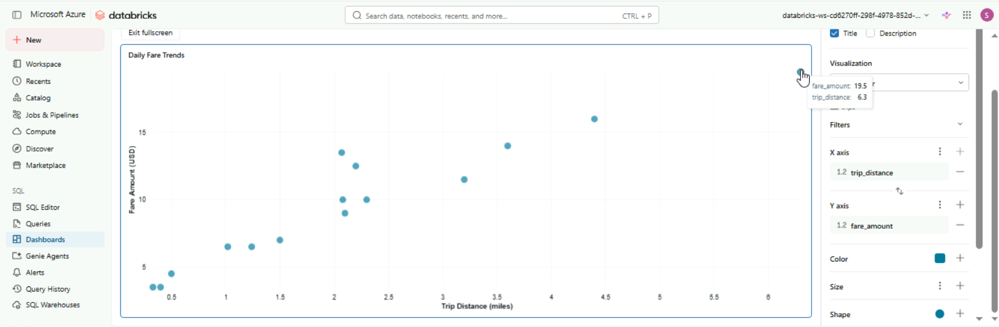 Microsoft Azure
databricks
Search data, notebooks, recents, and more...
CTRL + P
databricks-ws-cd6270ff-298f-4978-852d-...
S
New
Workspace
Recents
Catalog
Jobs & Pipelines
Compute
Discover
Marketplace
SQL
SQL Editor
Queries
Dashboards
Genie Agents
Alerts
Query History
SQL Warehouses
Exit fullscreen
Daily Fare Trends
Fare Amount (USD)
15
10
5
0.5 1 1.5 2 2.5 3 3.5 4 4.5 5 5.5 6
Trip Distance (miles)
fare_amount: 19.5
trip_distance: 6.3
Title
Description
Visualization
Filters
X axis
1.2 trip_distance
Y axis
1.2 fare_amount
Color
Size
Shape